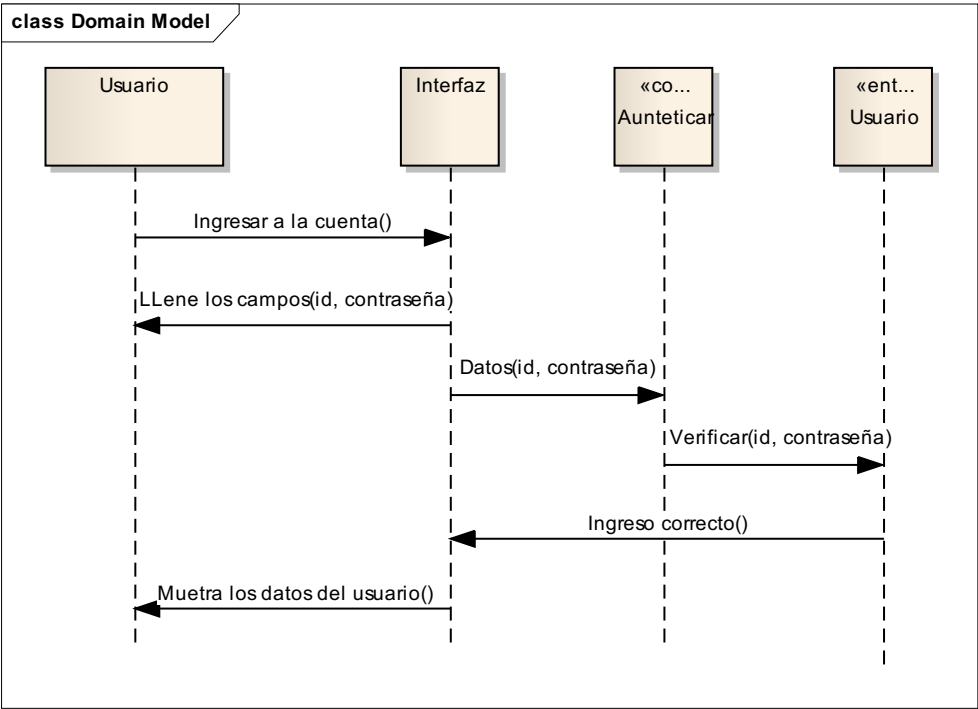 class Domain Model
Usuario
Interfaz
«co...
Aunteticar
«ent...
Usuario
Ingresar a la cuenta()
LLene los campos(id, contraseña)
Datos(id, contraseña)
Verificar(id, contraseña)
Ingreso correcto()
Muetra los datos del usuario()